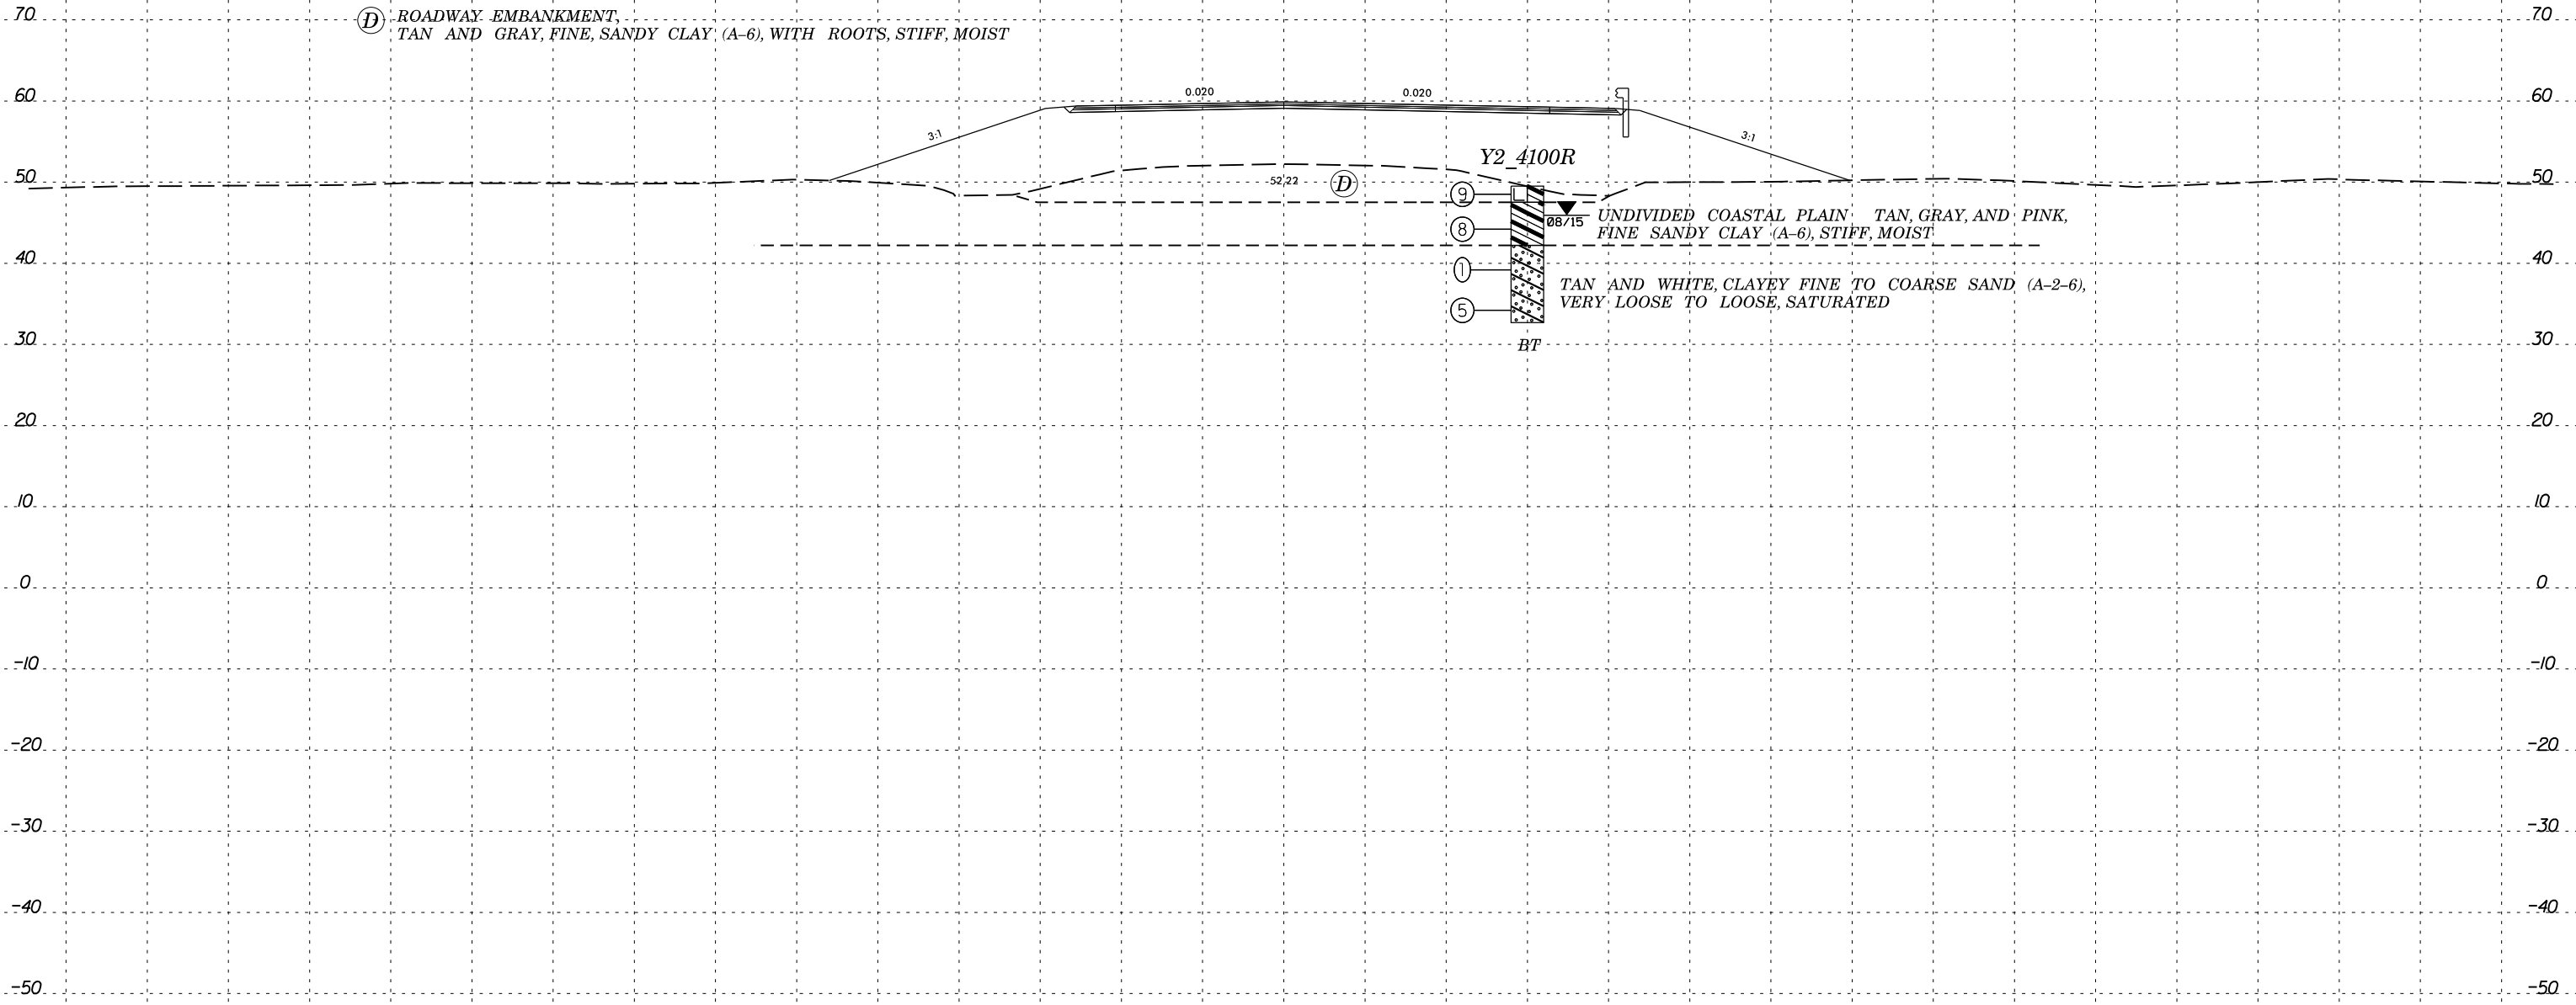 70 70
D ROADWAY EMBANKMENT,
TAN AND GRAY, FINE, SANDY CLAY (A-6), WITH ROOTS, STIFF, MOIST
60 0.020 0.020 60
3:1 3:1
Y2_4100R
50 52.22 D 50
9
UNDIVIDED COASTAL PLAIN TAN, GRAY, AND PINK,
08/15
8 FINE SANDY CLAY (A-6), STIFF, MOIST
40 40
1
TAN AND WHITE, CLAYEY FINE TO COARSE SAND (A-2-6),
VERY LOOSE TO LOOSE, SATURATED
5
30 BT 30
20 20
10 10
0 0
-10 -10
-20 -20
-30 -30
-40 -40
-50 -50